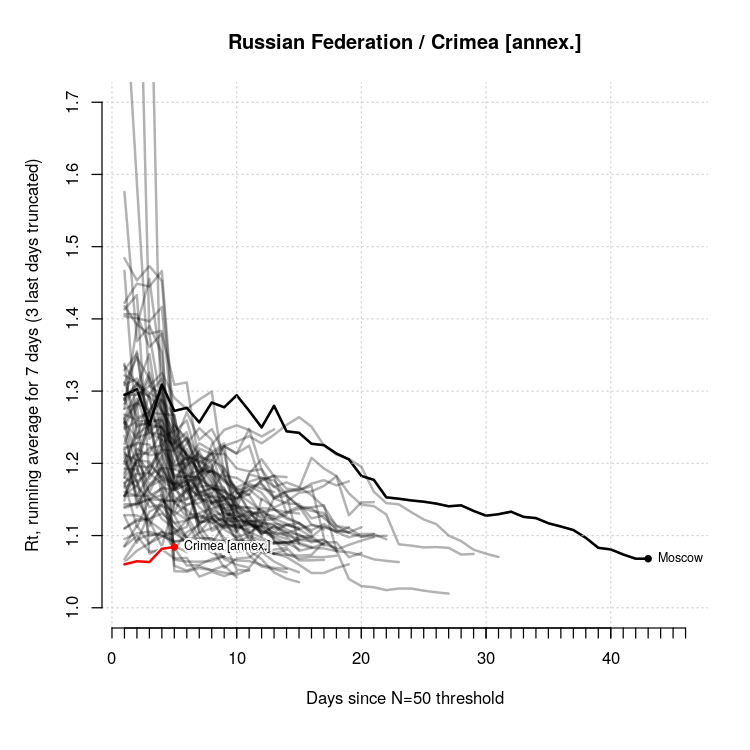 Russian Federation / Crimea [annex.]
Rt, running average for 7 days (3 last days truncated)
1.7
1.6
1.5
1.4
1.3
1.2
1.1
1.0
Crimea [annex.]
Moscow
0 10 20 30 40
Days since N=50 threshold